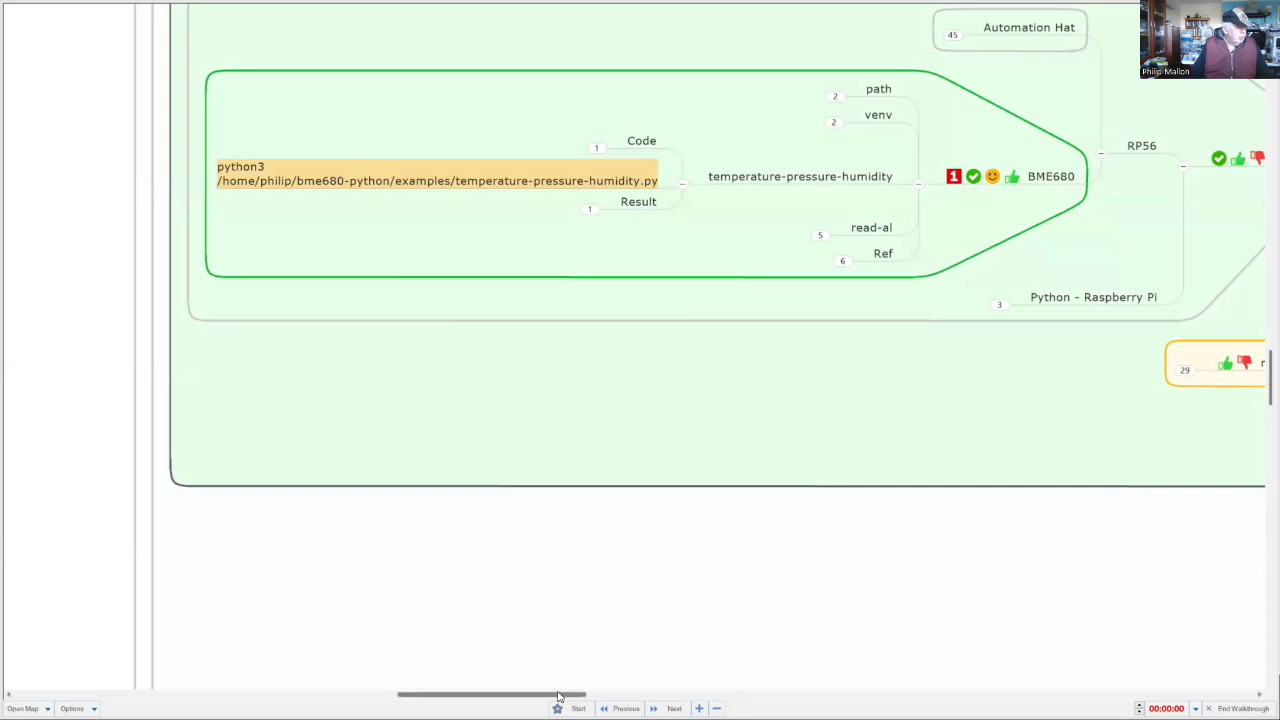 45 Automation Hat
Philip Mallon
2 path
2 venv
1 Code
RP56
python3
/home/philip/bme680-python/examples/temperature-pressure-humidity.py
temperature-pressure-humidity
1 BME680
1 Result
5 read-al
6 Ref
3 Python - Raspberry Pi
29 r
Open Map Options Start Previous Next 00:00:00 End Walkthrough